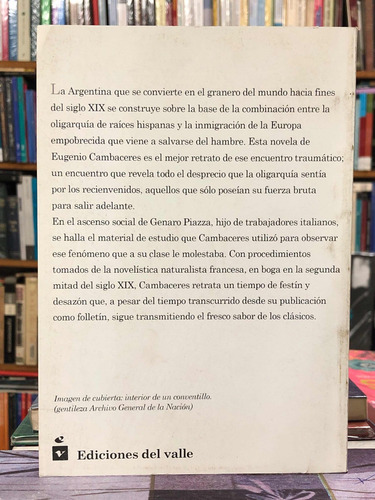 La Argentina que se convierte en el granero del mundo hacia fines
del siglo XIX se construye sobre la base de la combinación entre la
oligarquía de raíces hispanas y la inmigración de la Europa
empobrecida que viene a salvarse del hambre. Esta novela de
Eugenio Cambaceres es el mejor retrato de ese encuentro traumático;
un encuentro que revela todo el desprecio que la oligarquía sentía
por los recienvenidos, aquellos que sólo poseían su fuerza bruta
para salir adelante.
En el ascenso social de Genaro Piazza, hijo de trabajadores italianos,
se halla el material de estudio que Cambaceres utilizó para observar
ese fenómeno que a su clase le molestaba. Con procedimientos
tomados de la novelística naturalista francesa, en boga en la segunda
mitad del siglo XIX, Cambaceres retrata un tiempo de festín y
desazón que, a pesar del tiempo transcurrido desde su publicación
como folletín, sigue transmitiendo el fresco sabor de los clásicos.
Imagen de cubierta: interior de un conventillo.
(gentileza Archivo General de la Nación)
e
v
Ediciones del valle